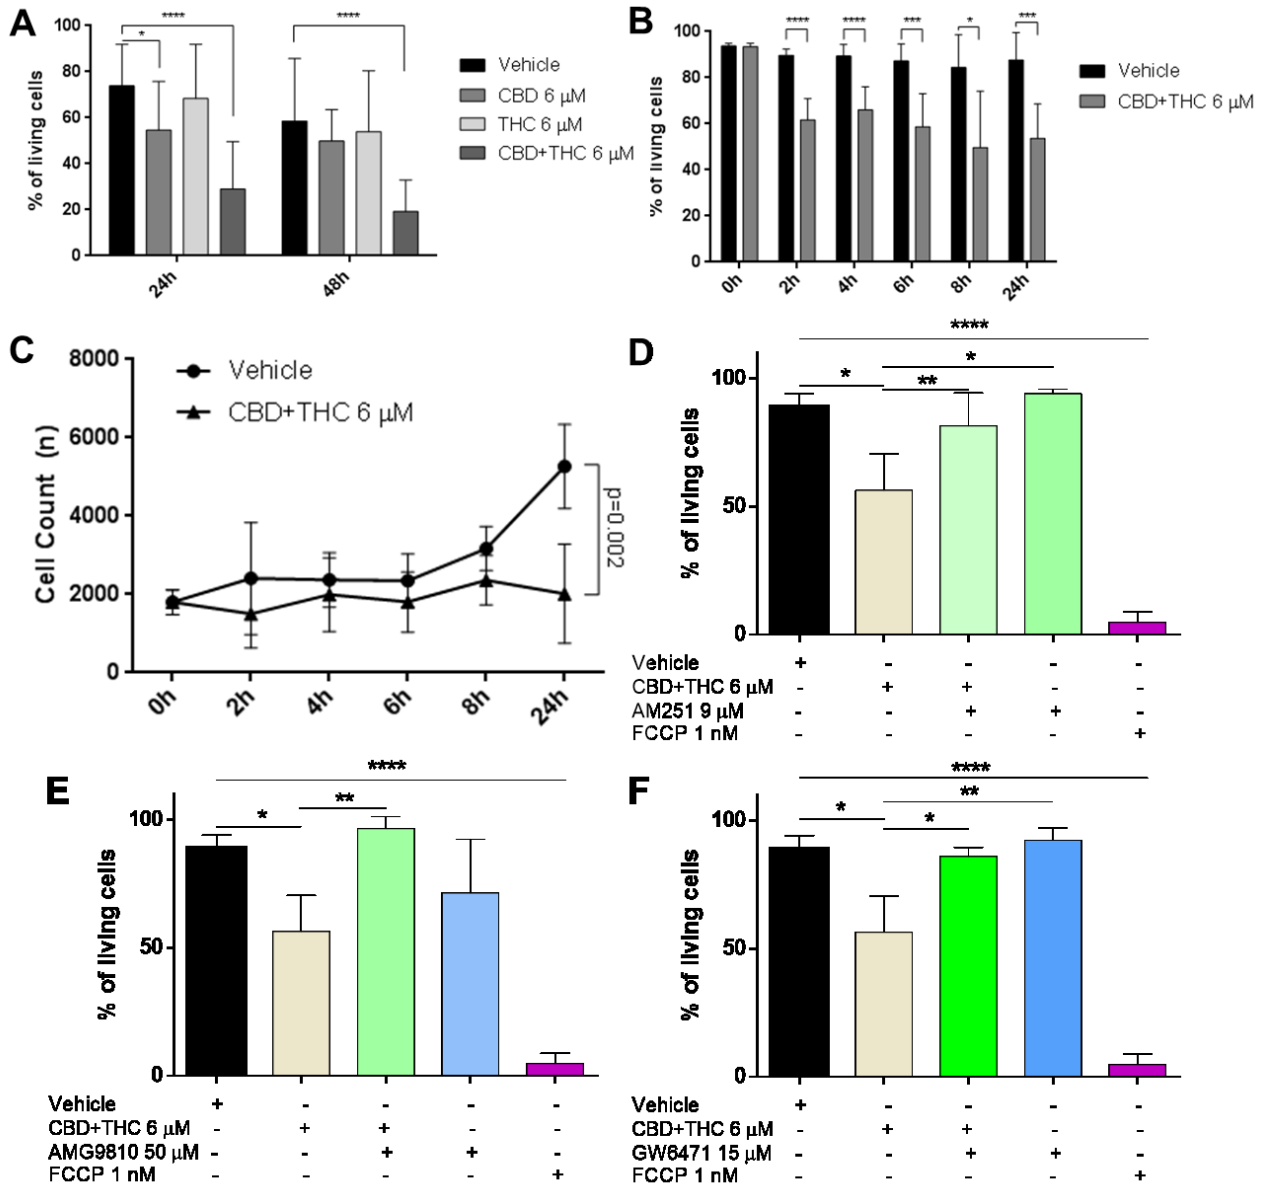 A
% of living cells
100
80
60
40
20
0
****
*
****
24h
48h
Vehicle
CBD 6 μM
THC 6 μM
CBD+THC 6 μM
B
% of living cells
100
80
60
40
20
0
****
****
***
*
***
0h
2h
4h
6h
8h
24h
Vehicle
CBD+THC 6 μM
C
Cell Count (n)
8000
6000
4000
2000
0
Vehicle
CBD+THC 6 μM
p=0.002
0h
2h
4h
6h
8h
24h
D
% of living cells
100
50
0
****
*
*
**
Vehicle + - - - -
CBD+THC 6 μM - + + - -
AM251 9 μM - - + + -
FCCP 1 nM - - - - +
E
% of living cells
100
50
0
****
*
**
Vehicle + - - - -
CBD+THC 6 μM - + + - -
AMG9810 50 μM - - + + -
FCCP 1 nM - - - - +
F
% of living cells
100
50
0
****
**
*
*
Vehicle + - - - -
CBD+THC 6 μM - + + - -
GW6471 15 μM - - + + -
FCCP 1 nM - - - - +